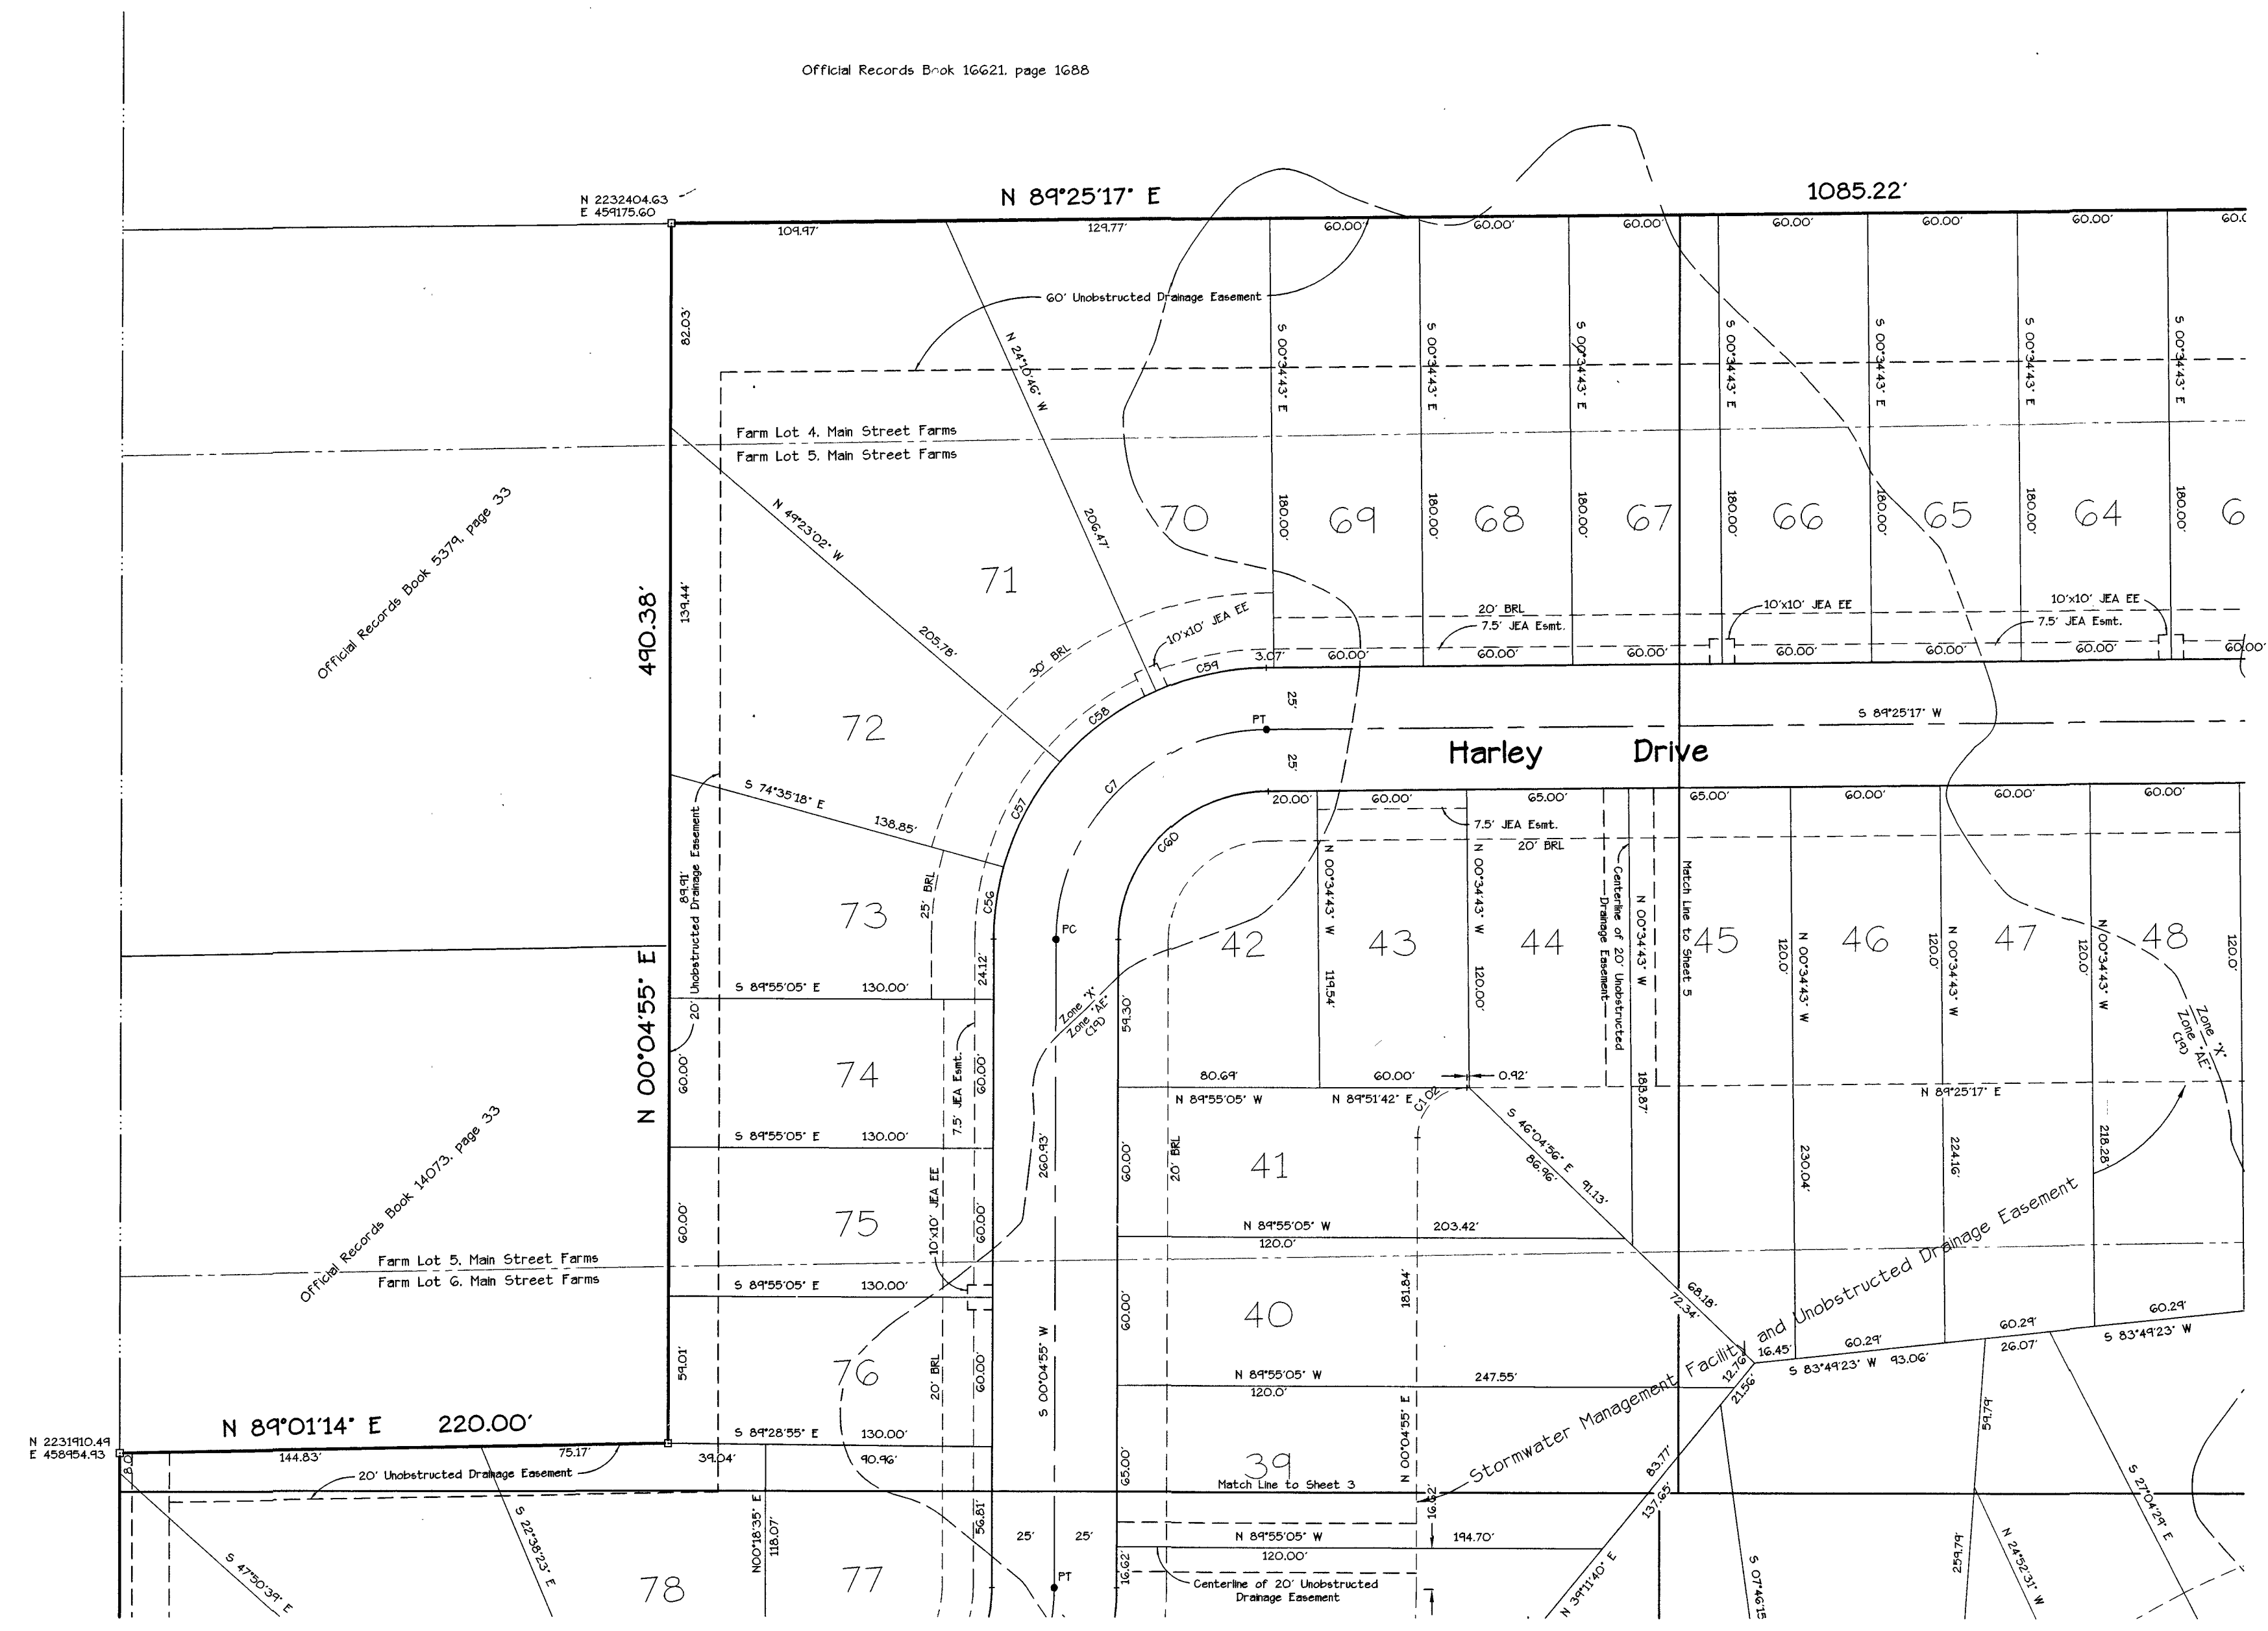 Official Records Book 16621, page 1688
N 2232404.63
E 459175.60
N 89°25'17" E
1085.22'
109.97'
129.77'
60.00'
60.00'
60.00'
60.00'
60.00'
60.00'
60' Unobstructed Drainage Easement
82.03'
N 24°10'46" W
S 00°34'43" E
S 00°34'43" E
S 00°34'43" E
S 00°34'43" E
S 00°34'43" E
S 00°34'43" E
S 00°34'43" E
Farm Lot 4, Main Street Farms
Farm Lot 5, Main Street Farms
Official Records Book 5379, page 33
N 49°23'02" W
206.47'
70
180.00'
69
180.00'
68
180.00'
67
180.00'
66
180.00'
65
180.00'
64
180.00'
71
490.38'
139.44'
205.78'
30' BRL
10'x10' JEA EE
20' BRL
7.5' JEA Esmt.
10'x10' JEA EE
10'x10' JEA EE
7.5' JEA Esmt.
C59
3.07'
60.00'
60.00'
60.00'
60.00'
60.00'
60.00'
60.00'
C58
72
PT
25'
25'
S 89°25'17" W
Harley Drive
C7
C57
S 74°35'18" E
138.85'
20.00'
60.00'
65.00'
65.00'
60.00'
60.00'
60.00'
7.5' JEA Esmt.
20' BRL
C60
89.91'
20' Unobstructed Drainage Easement
73
25' BRL
C56
PC
24.12'
42
N 00°34'43" W
119.54'
43
N 00°34'43" W
120.00'
44
Centerline of 20' Unobstructed
Drainage Easement
N 00°34'43" W
183.87'
Match Line to Sheet 5
45
120.0'
N 00°34'43" W
46
120.0'
N 00°34'43" W
47
120.0'
N 00°34'43" W
48
120.0'
N 00°04'55" E
S 89°55'05" E 130.00'
Zone "X"
Zone "AE"
(19)
59.30'
Zone "X"
Zone "AE"
(19)
60.00'
74
7.5' JEA Esmt.
60.00'
80.69'
60.00'
0.92'
N 89°55'05" W
N 89°51'42" E
C102
N 89°25'17" E
S 89°55'05" E 130.00'
260.93'
60.00'
20' BRL
41
S 46°04'56" E
86.96'
91.13'
230.04'
224.16'
218.28'
Official Records Book 14073, page 33
60.00'
75
10'x10' JEA EE
60.00'
N 89°55'05" W
203.42'
120.0'
Farm Lot 5, Main Street Farms
Farm Lot 6, Main Street Farms
S 89°55'05" E 130.00'
60.00'
40
181.84'
68.18'
72.34'
Stormwater Management Facility and Unobstructed Drainage Easement
60.29'
60.29'
60.29'
S 83°49'23" W
26.07'
16.45'
S 83°49'23" W 93.06'
59.01'
76
20' BRL
60.00'
S 00°04'55" W
N 89°55'05" W
247.55'
120.0'
12.76'
21.56'
59.79'
N 89°01'14" E 220.00'
N 2231910.49
E 458954.93
144.83'
75.17'
20' Unobstructed Drainage Easement
S 89°28'55" E 130.00'
39.04'
90.96'
65.00'
39
N 00°04'55" E
83.77'
137.65'
Match Line to Sheet 3
16.62'
S 47°50'39" E
S 22°38'23" E
N00°18'35" E
118.07'
56.81'
25'
25'
N 89°55'05" W
194.70'
120.00'
78
77
PT
16.62'
Centerline of 20' Unobstructed
Drainage Easement
N 39°11'40" E
S 07°46'15
259.79'
N 24°52'31" W
S 27°04'29" E